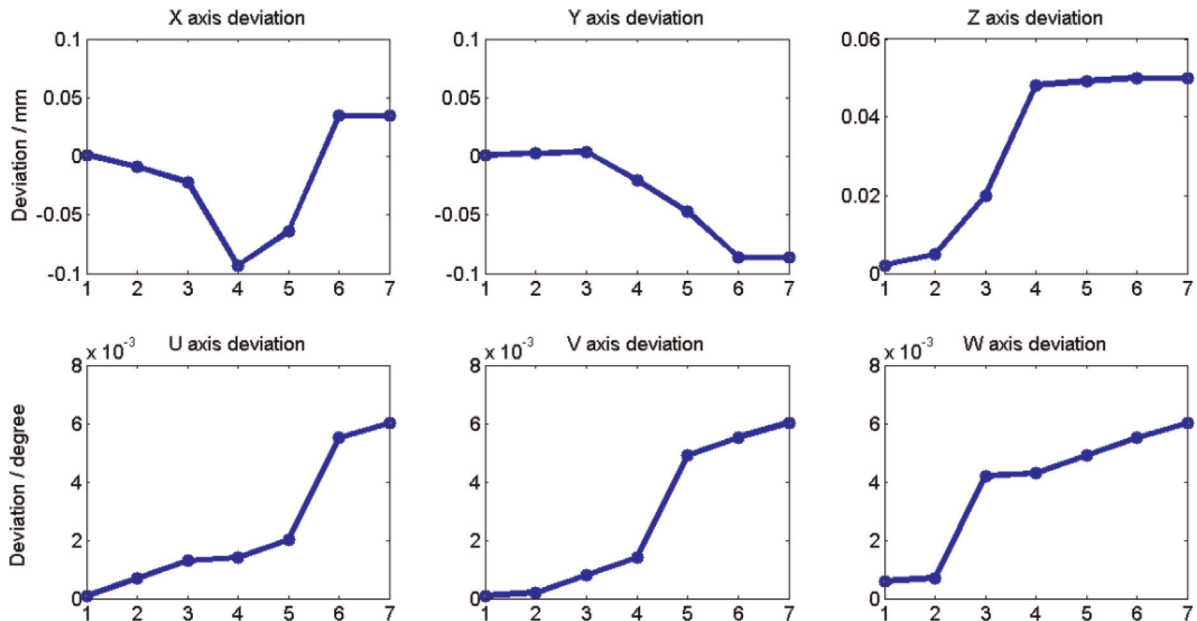 X axis deviation
Y axis deviation
Z axis deviation
Deviation / mm
0.1
0.05
0
-0.05
-0.1
1 2 3 4 5 6 7
0.1
0.05
0
-0.05
-0.1
1 2 3 4 5 6 7
0.06
0.04
0.02
0
1 2 3 4 5 6 7
U axis deviation
V axis deviation
W axis deviation
Deviation / degree
8 x 10^-3
6
4
2
0
1 2 3 4 5 6 7
8 x 10^-3
6
4
2
0
1 2 3 4 5 6 7
8 x 10^-3
6
4
2
0
1 2 3 4 5 6 7